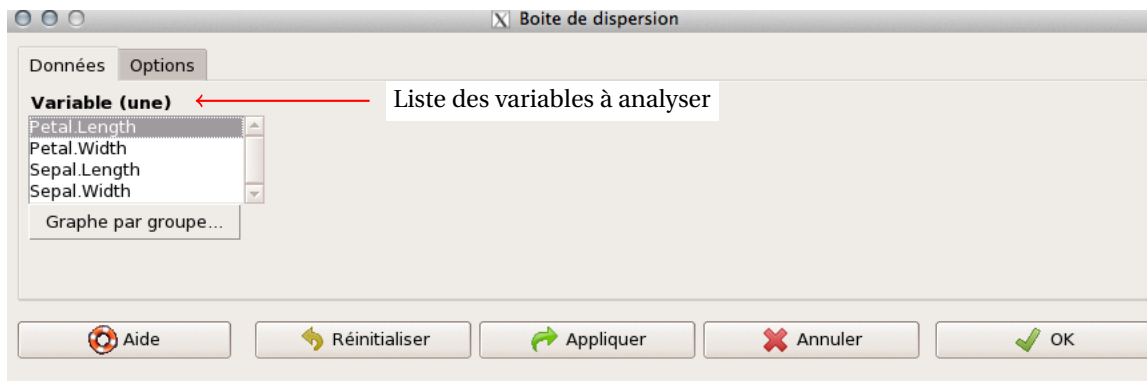 X Boite de dispersion
Données Options
Variable (une)
Liste des variables à analyser
Petal.Length
Petal.Width
Sepal.Length
Sepal.Width
Graphe par groupe...
Aide Réinitialiser Appliquer Annuler OK